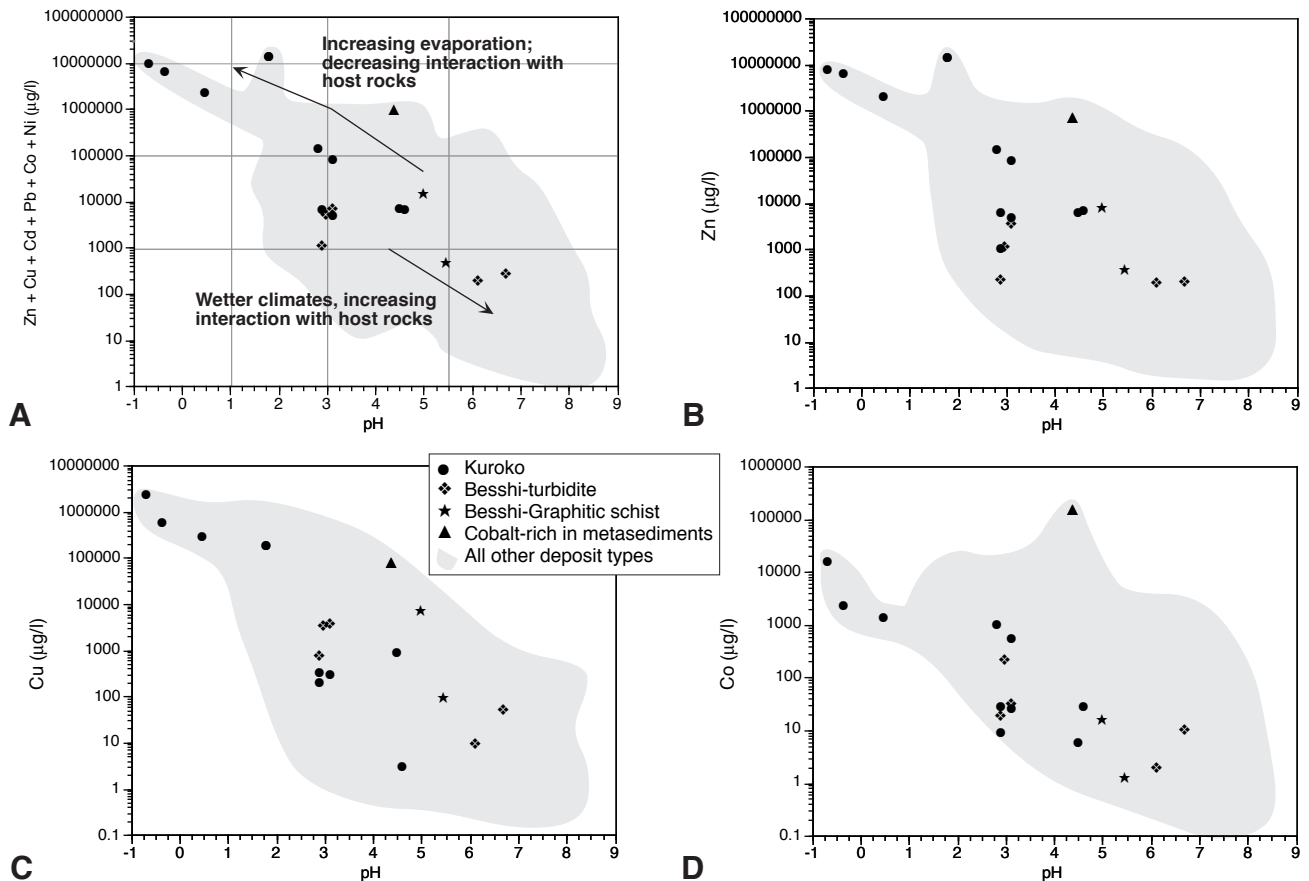 100000000
10000000
1000000
100000
10000
1000
100
10
1
Zn + Cu + Cd + Pb + Co + Ni (µg/l)
Increasing evaporation;
decreasing interaction with
host rocks
Wetter climates, increasing
interaction with host rocks
-1 0 1 2 3 4 5 6 7 8 9
pH
A
100000000
10000000
1000000
100000
10000
1000
100
10
1
Zn (µg/l)
-1 0 1 2 3 4 5 6 7 8 9
pH
B
10000000
1000000
100000
10000
1000
100
10
1
0.1
Cu (µg/l)
Kuroko
Besshi-turbidite
Besshi-Graphitic schist
Cobalt-rich in metasediments
All other deposit types
-1 0 1 2 3 4 5 6 7 8 9
pH
C
1000000
100000
10000
1000
100
10
1
0.1
Co (µg/l)
-1 0 1 2 3 4 5 6 7 8 9
pH
D